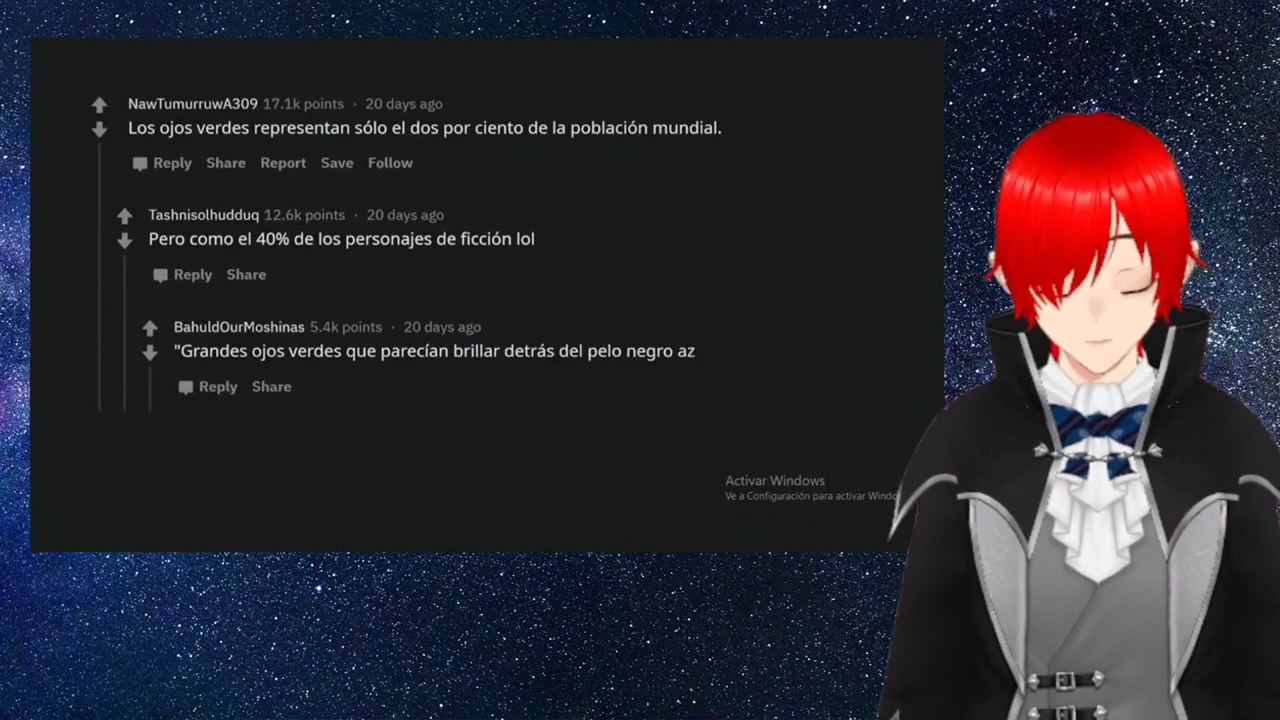 NawTumurruwA309 17.1k points · 20 days ago
Los ojos verdes representan sólo el dos por ciento de la población mundial.
Reply Share Report Save Follow
Tashnisolhudduq 12.6k points · 20 days ago
Pero como el 40% de los personajes de ficción lol
Reply Share
BahuldOurMoshinas 5.4k points · 20 days ago
"Grandes ojos verdes que parecían brillar detrás del pelo negro az
Reply Share
Activar Windows
Ve a Configuración para activar Windo